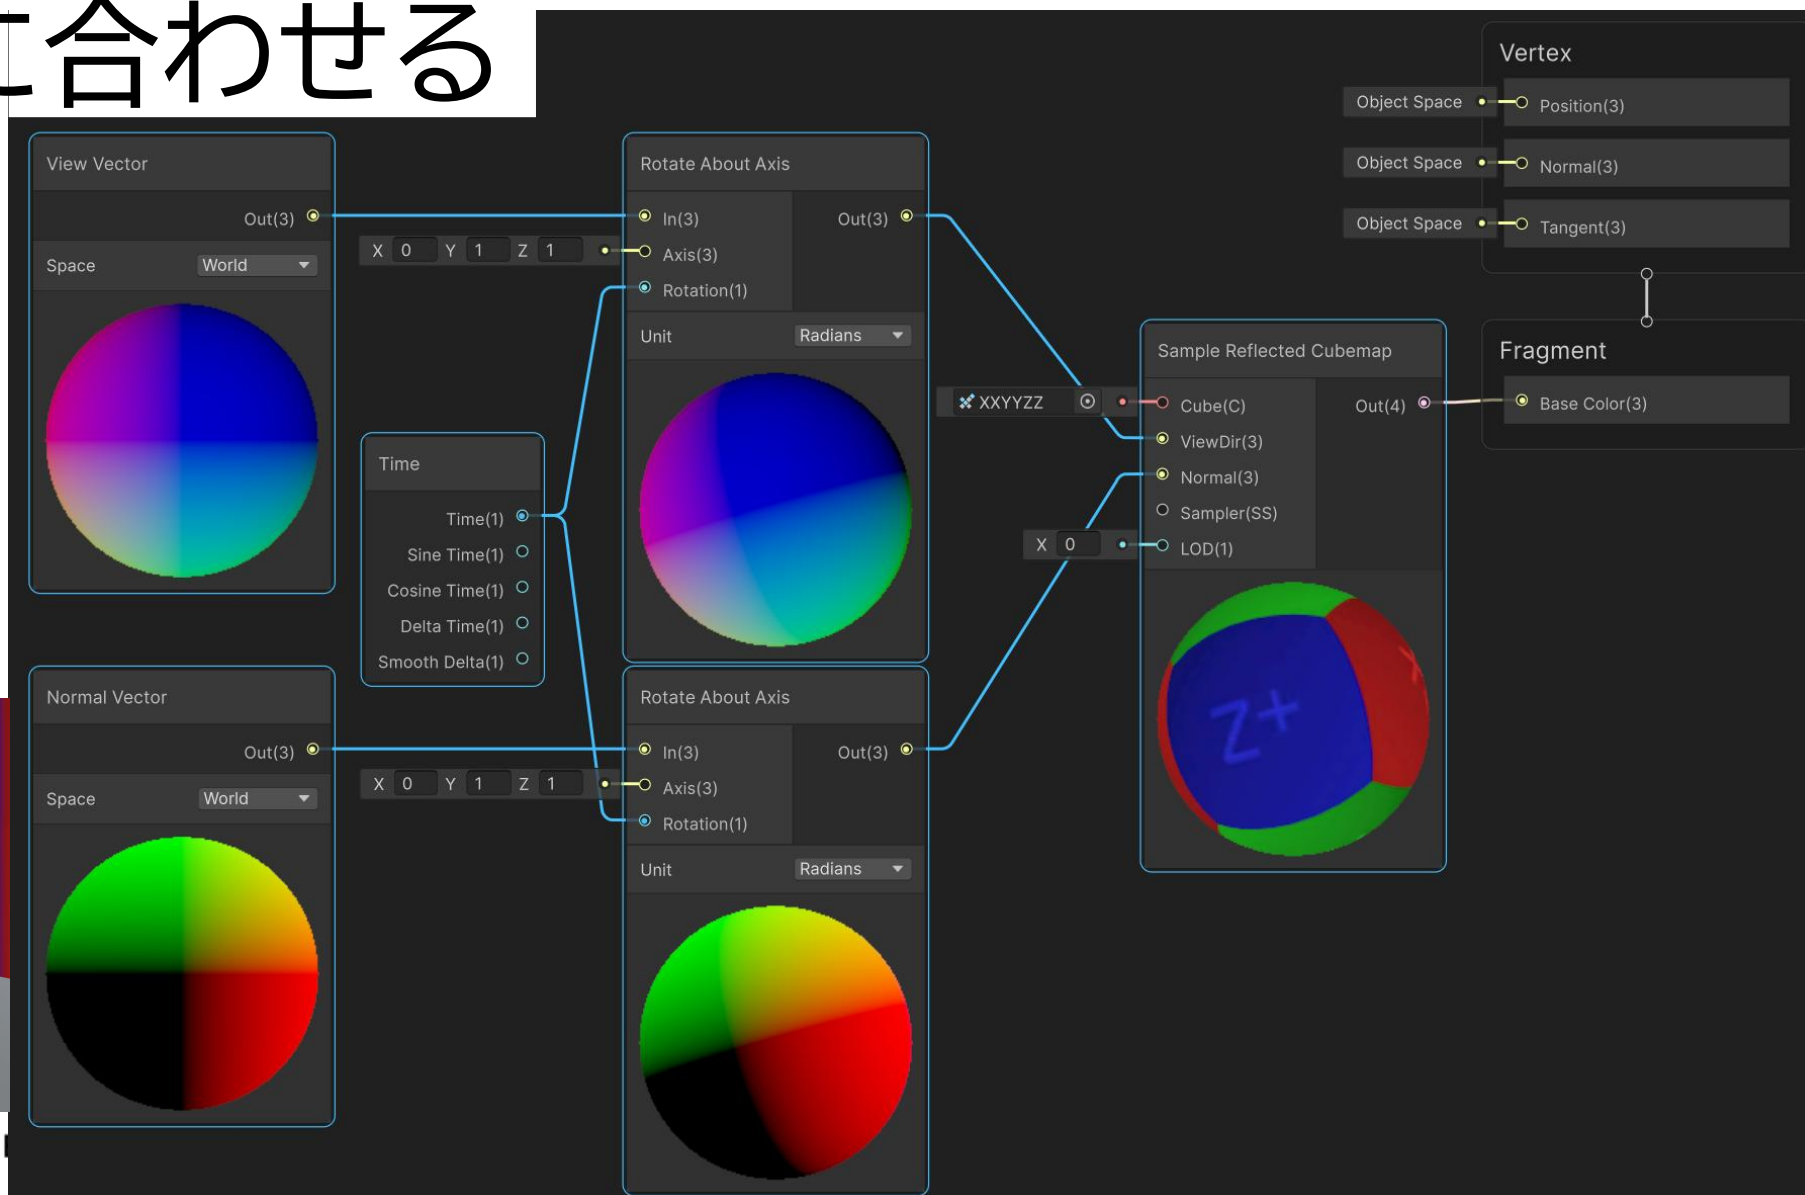 に合わせる
View Vector
Out(3)
Space World
X 0 Y 1 Z 1
Rotate About Axis
In(3) Out(3)
Axis(3)
Rotation(1)
Unit Radians
Time
Time(1)
Sine Time(1)
Cosine Time(1)
Delta Time(1)
Smooth Delta(1)
Normal Vector
Out(3)
Space World
X 0 Y 1 Z 1
Rotate About Axis
In(3) Out(3)
Axis(3)
Rotation(1)
Unit Radians
XXYYZZ
X 0
Sample Reflected Cubemap
Cube(C) Out(4)
ViewDir(3)
Normal(3)
Sampler(SS)
LOD(1)
Z+
Vertex
Object Space Position(3)
Object Space Normal(3)
Object Space Tangent(3)
Fragment
Base Color(3)